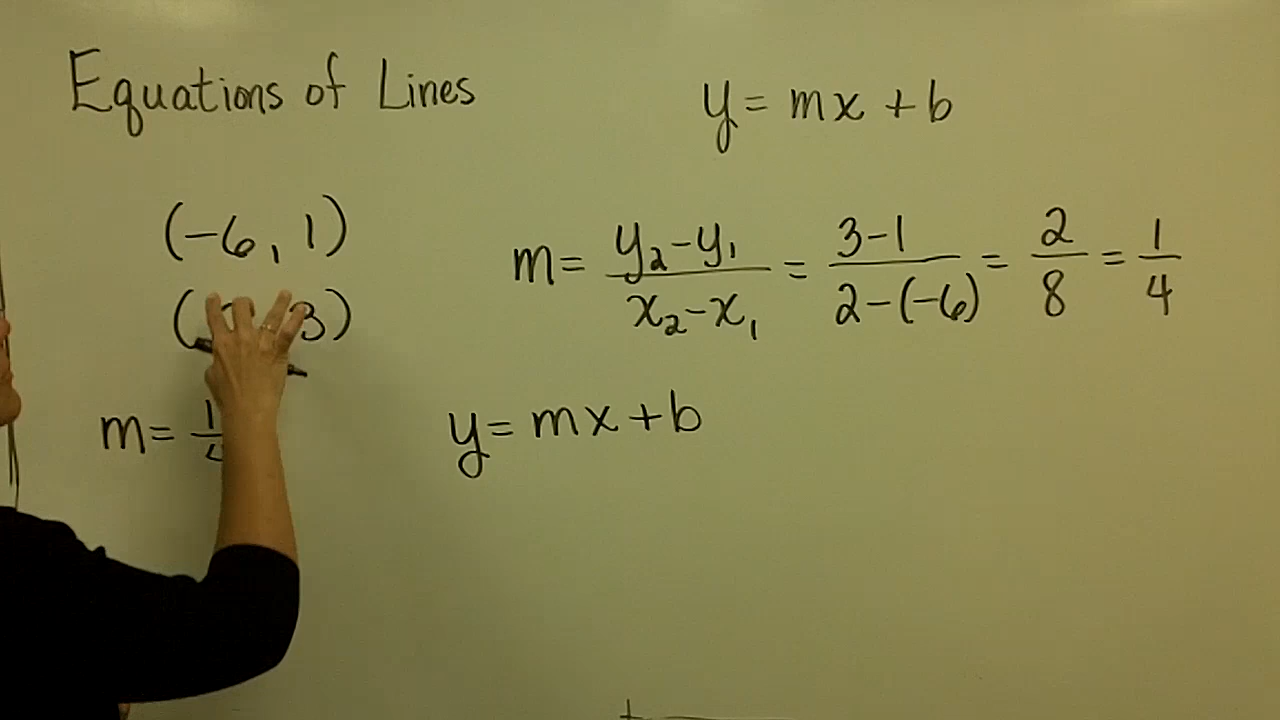 Equations of Lines
y = mx + b
(-6, 1)
m = y₂-y₁ / x₂-x₁ = 3-1 / 2-(-6) = 2/8 = 1/4
( 3)
m = 1/
y = mx + b